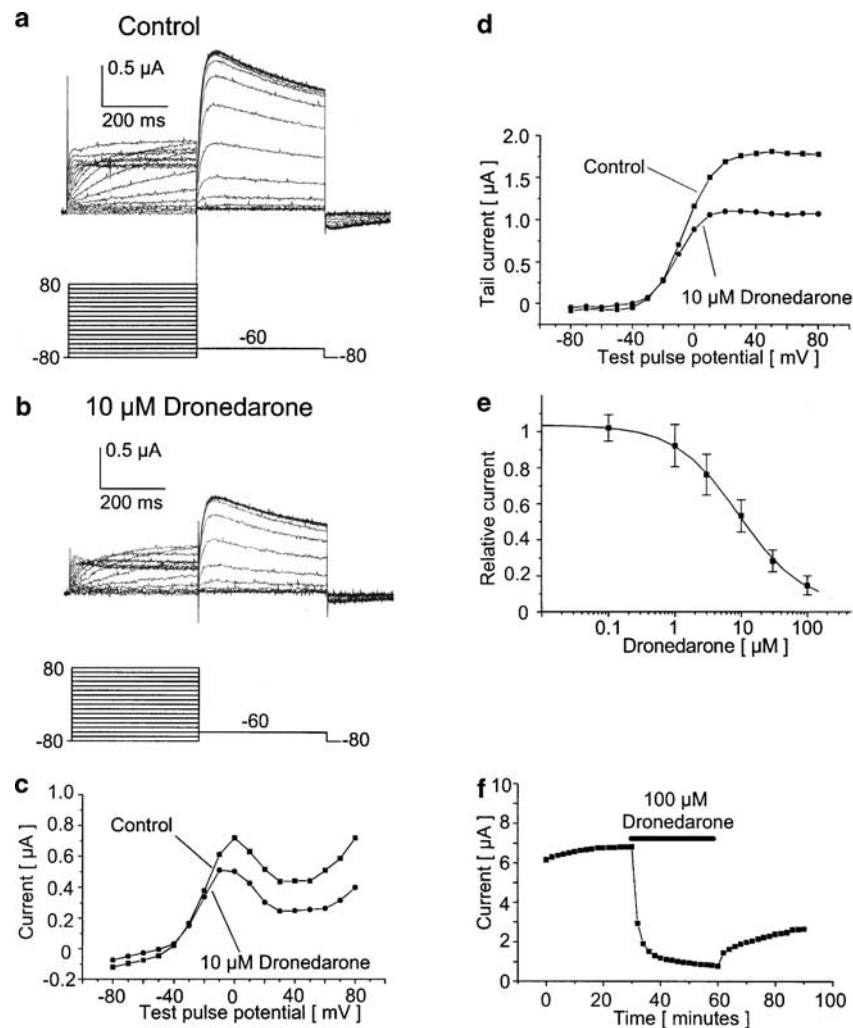 a
Control
0.5 µA
200 ms
80
-80
-60
-80
b
10 µM Dronedarone
0.5 µA
200 ms
80
-80
-60
-80
c
Current [ µA ]
1.0
0.8
0.6
0.4
0.2
0
-0.2
Control
10 µM Dronedarone
-80
-40
0
40
80
Test pulse potential [ mV ]
d
Tail current [ µA ]
2.0
1.5
1.0
0.5
0
Control
10 µM Dronedarone
-80
-40
0
40
80
Test pulse potential [ mV ]
e
Relative current
1
0.8
0.6
0.4
0.2
0
0.1
1
10
100
Dronedarone [ µM ]
f
Current [ µA ]
10
8
6
4
2
0
100 µM
Dronedarone
0
20
40
60
80
100
Time [ minutes ]